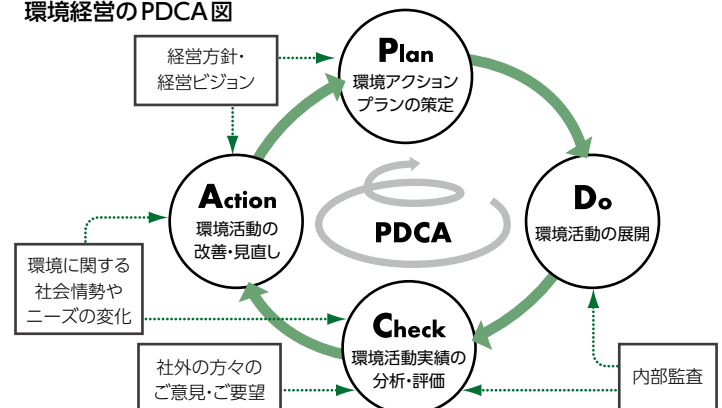 環境経営のPDCA図
経営方針・
経営ビジョン
Plan
環境アクション
プランの策定
Action
環境活動の
改善・見直し
PDCA
Do
環境活動の展開
環境に関する
社会情勢や
ニーズの変化
Check
環境活動実績の
分析・評価
社外の方々の
ご意見・ご要望
内部監査